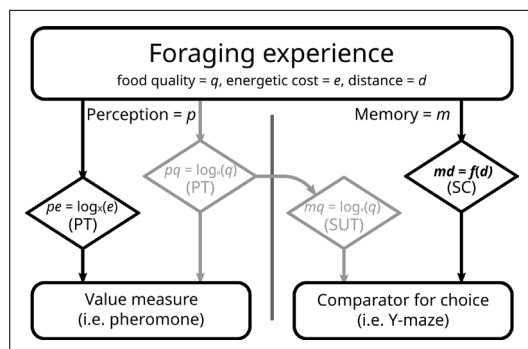 Foraging experience
food quality = q, energetic cost = e, distance = d
Perception = p
Memory = m
pq = logₓ(q)
(PT)
md = f(d)
(SC)
pe = logₓ(e)
(PT)
mq = logₓ(q)
(SUT)
Value measure
(i.e. pheromone)
Comparator for choice
(i.e. Y-maze)